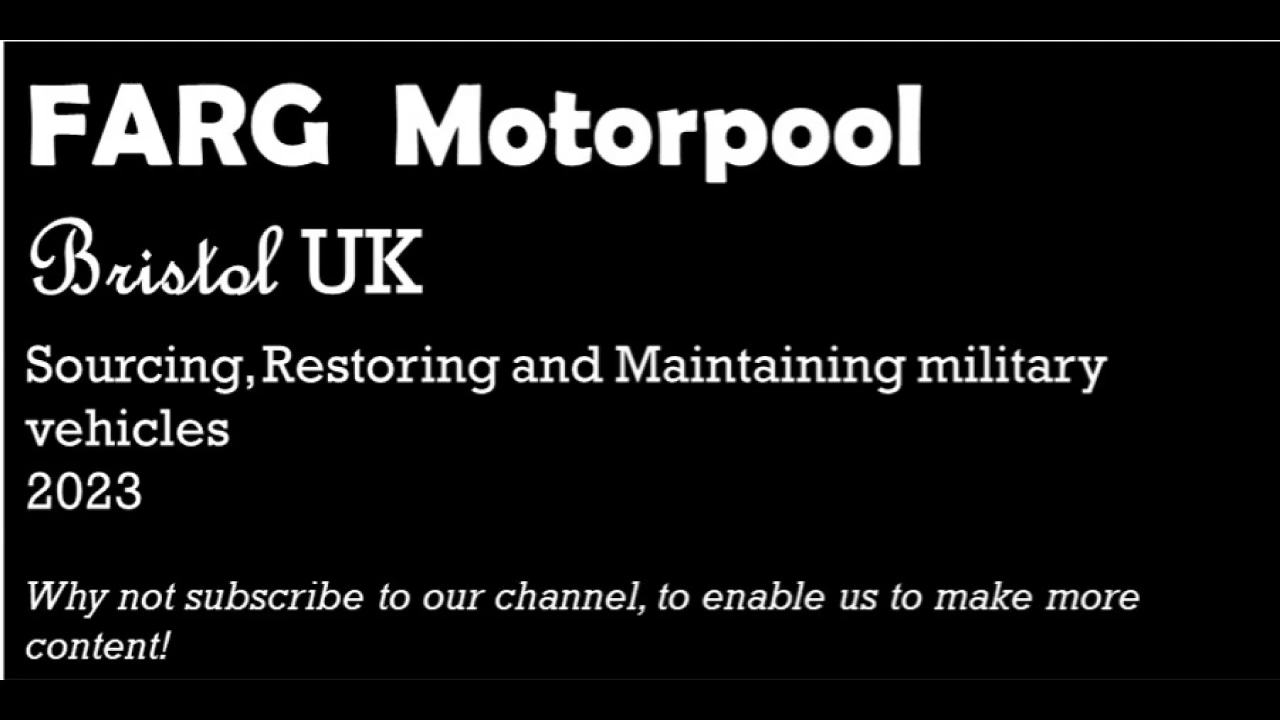 FARG Motorpool
Bristol UK
Sourcing, Restoring and Maintaining military
vehicles
2023
Why not subscribe to our channel, to enable us to make more
content!